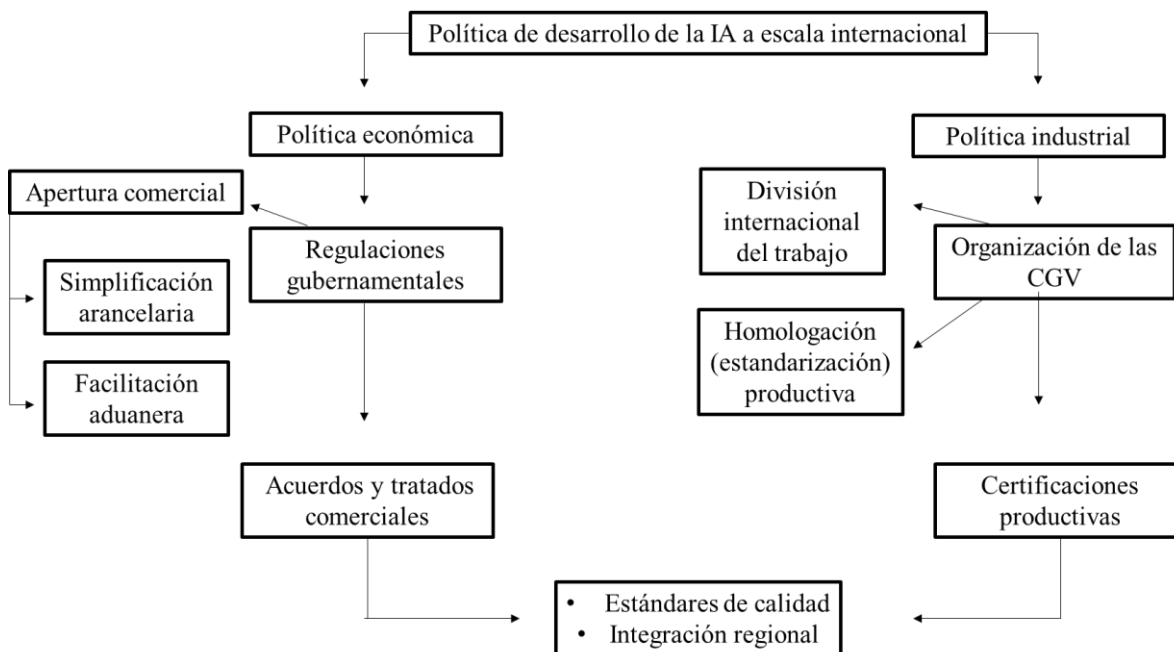 Política de desarrollo de la IA a escala internacional
Política económica
Política industrial
Apertura comercial
División
internacional
del trabajo
Regulaciones
gubernamentales
Organización de las
CGV
Simplificación
arancelaria
Homologación
(estandarización)
productiva
Facilitación
aduanera
Acuerdos y tratados
comerciales
Certificaciones
productivas
• Estándares de calidad
• Integración regional